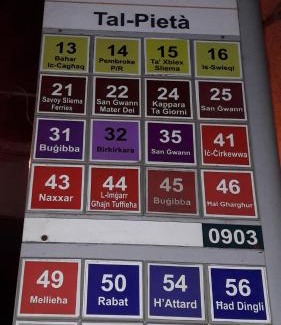 Tal-Pietà
13 14 15 16
Baħar Pembroke Ta' Xbiex Is-Swieqi
Iċ-Ċagħaq P/R Sliema
21 22 24 25
Savoy Sliema San Gwann Kappara San Gwann
Ferries Mater Dei Ta Giorni
31 32 35 41
Buġibba Birkirkara San Gwann Iċ-Ċirkewwa
43 44 45 46
Naxxar L-Imġarr Buġibba Ħal Għargħur
Għajn Tuffieħa
0903
49 50 54 56
Mellieħa Rabat H'Attard Ħad Dingli